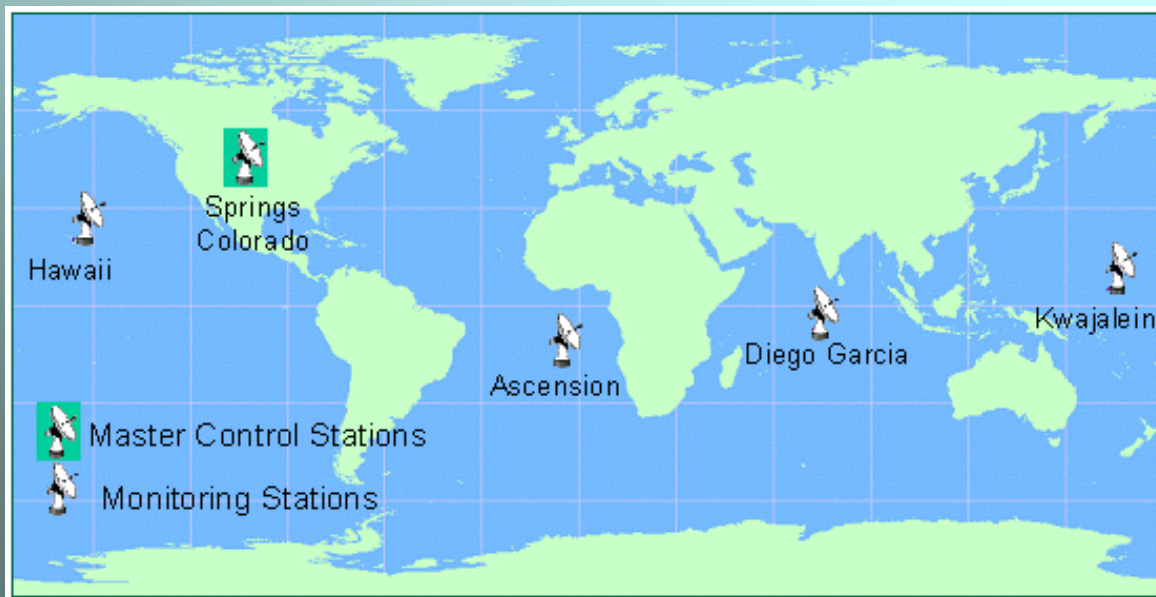 Springs
Colorado
Hawaii
Kwajalein
Diego Garcia
Ascension
Master Control Stations
Monitoring Stations